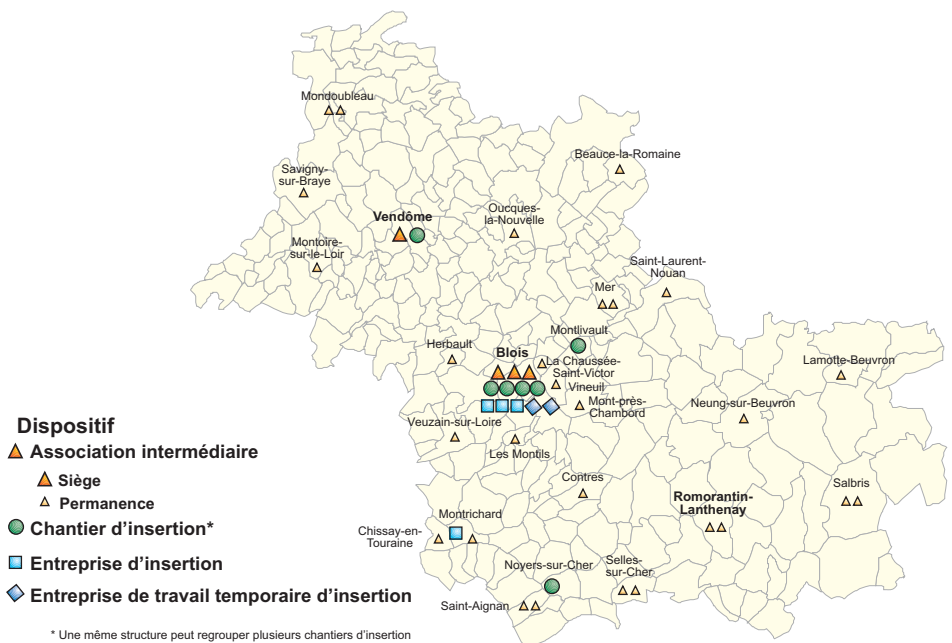 Mondoubleau
Beauce-la-Romaine
Savigny-
sur-Braye
Vendôme
Oucques-
la-Nouvelle
Montoire-
sur-le-Loir
Saint-Laurent-
Nouan
Mer
Montlivault
Herbault
Blois
La Chaussée-
Saint-Victor
Vineuil
Lamotte-Beuvron
Mont-près-
Chambord
Neung-sur-Beuvron
Veuzain-sur-Loire
Les Montils
Contres
Salbris
Romorantin-
Lanthenay
Montrichard
Chissay-en-
Touraine
Noyers-sur-Cher
Selles-
sur-Cher
Saint-Aignan
Dispositif
Association intermédiaire
Siège
Permanence
Chantier d'insertion*
Entreprise d'insertion
Entreprise de travail temporaire d'insertion
* Une même structure peut regrouper plusieurs chantiers d'insertion